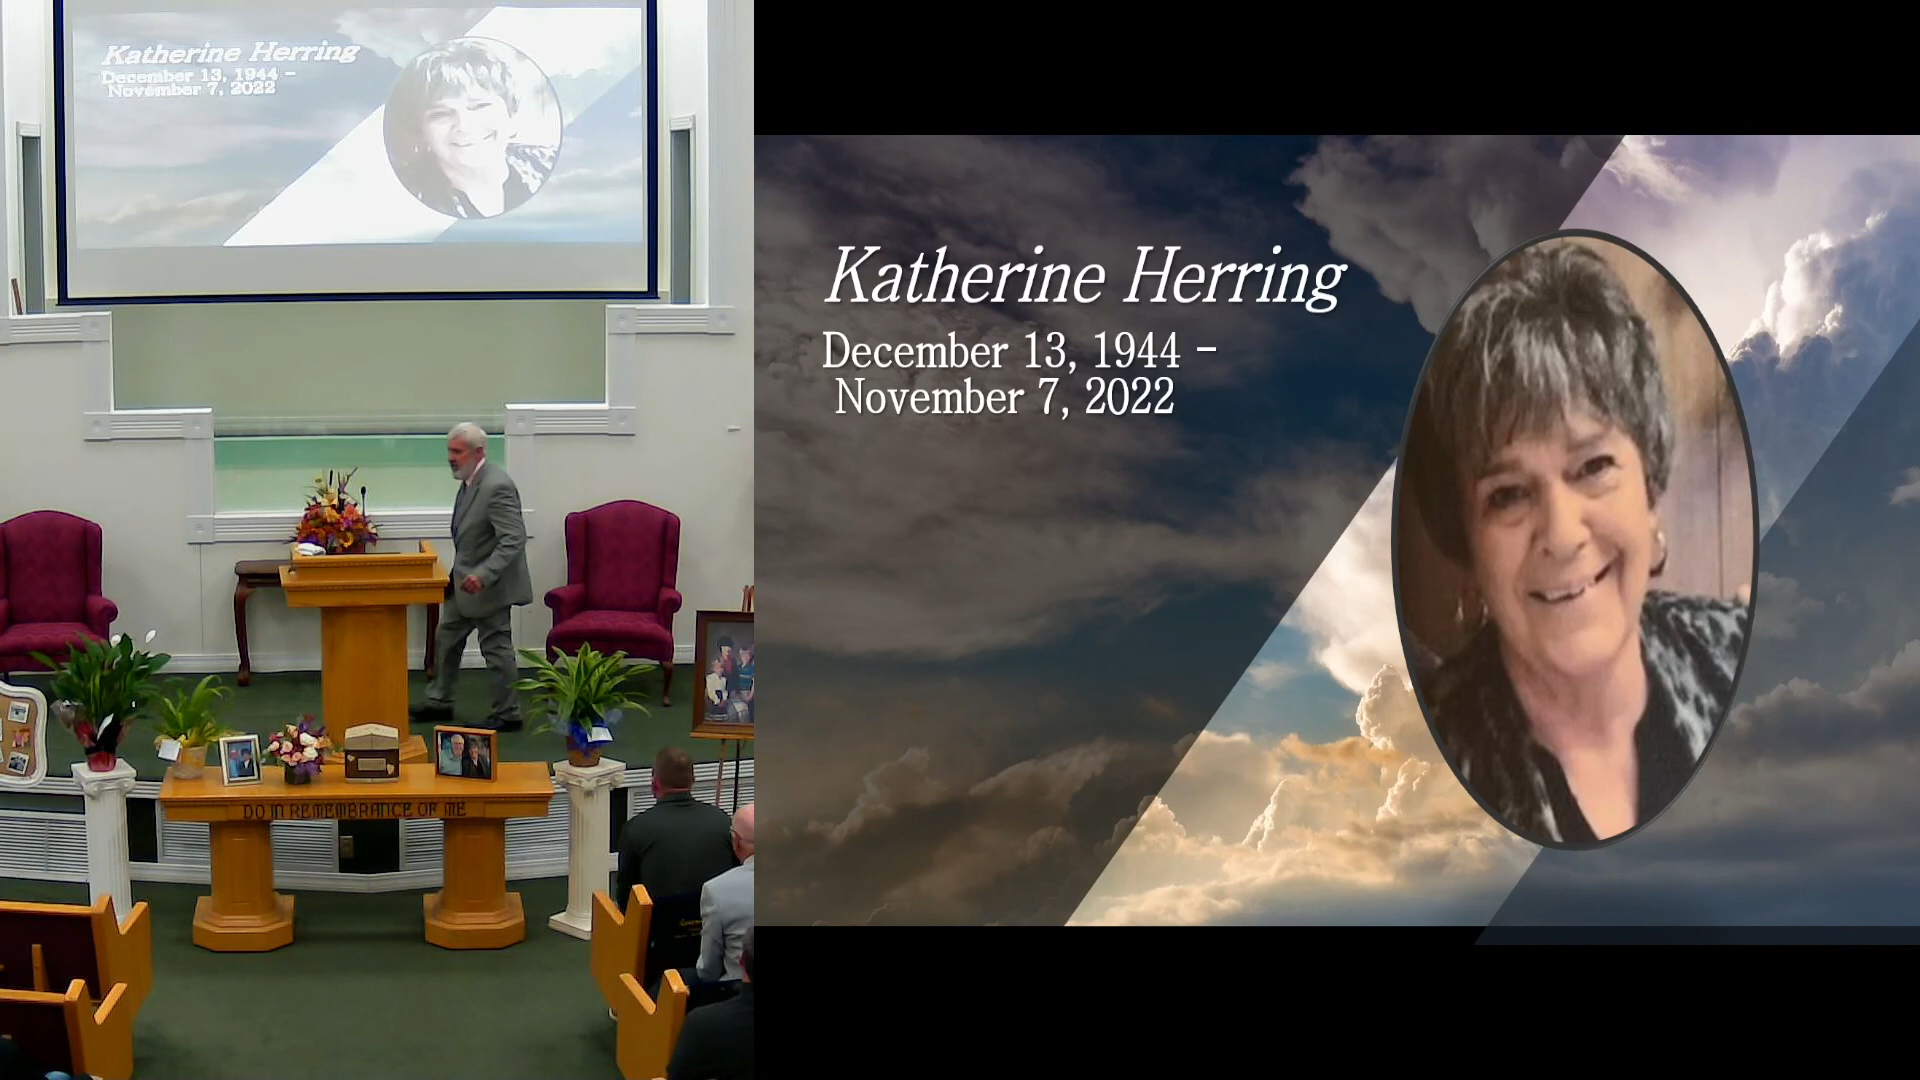 Katherine Herring
December 13, 1944 -
November 7, 2022
DO IN REMEMBRANCE OF ME
Katherine Herring
December 13, 1944 -
November 7, 2022